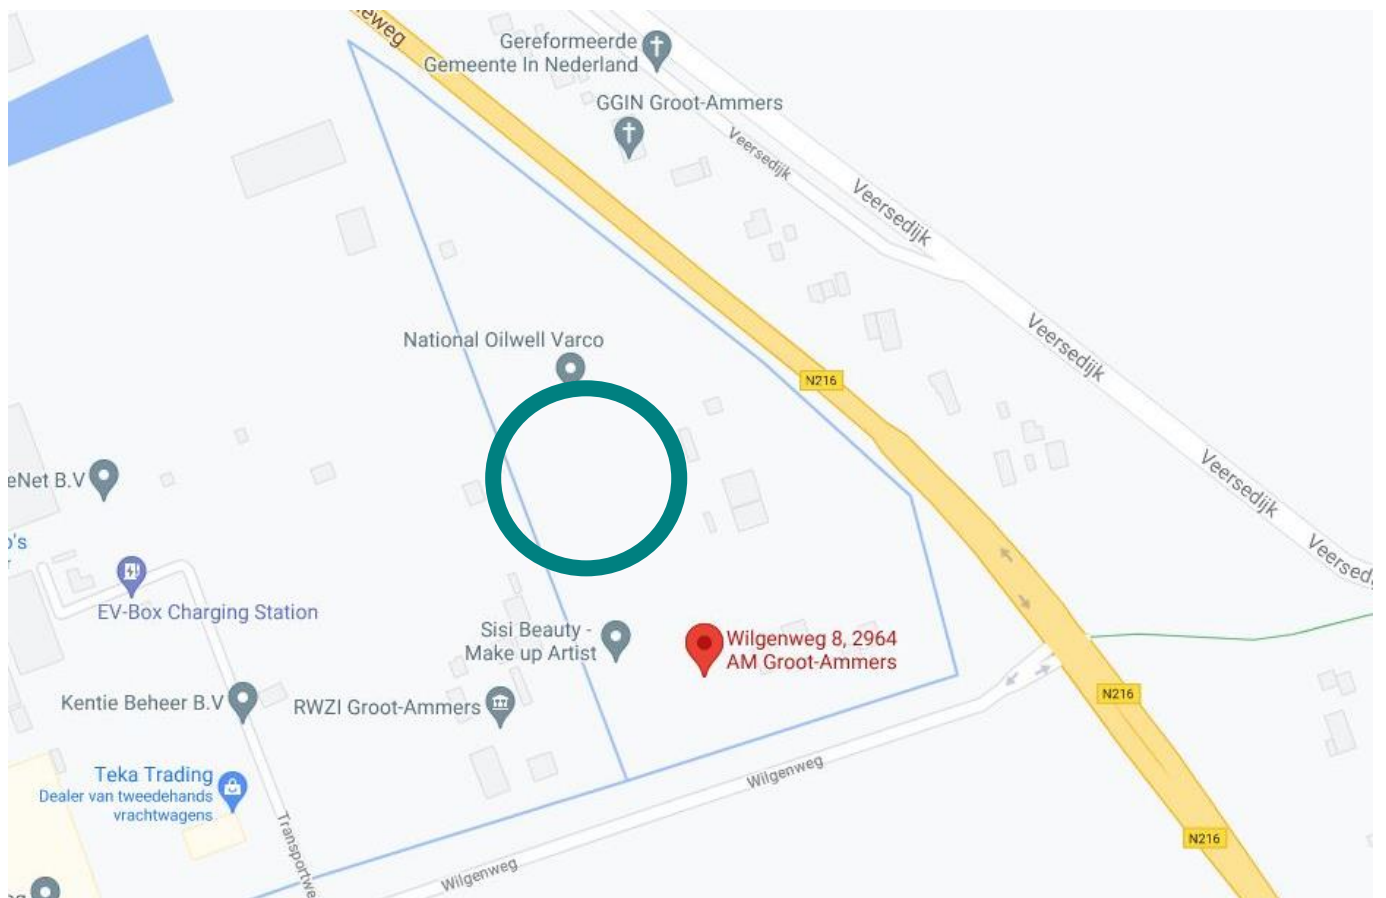 eweg
Gereformeerde
Gemeente In Nederland
GGIN Groot-Ammers
Veersedijk
Veersedijk
National Oilwell Varco
N216
Veersedijk
eNet B.V
Veersedijk
o's
Veersed
EV-Box Charging Station
Sisi Beauty -
Make up Artist
Wilgenweg 8, 2964
AM Groot-Ammers
Kentie Beheer B.V
RWZI Groot-Ammers
N216
Teka Trading
Dealer van tweedehands
vrachtwagens
Wilgenweg
Transportwe
N216
Wilgenweg